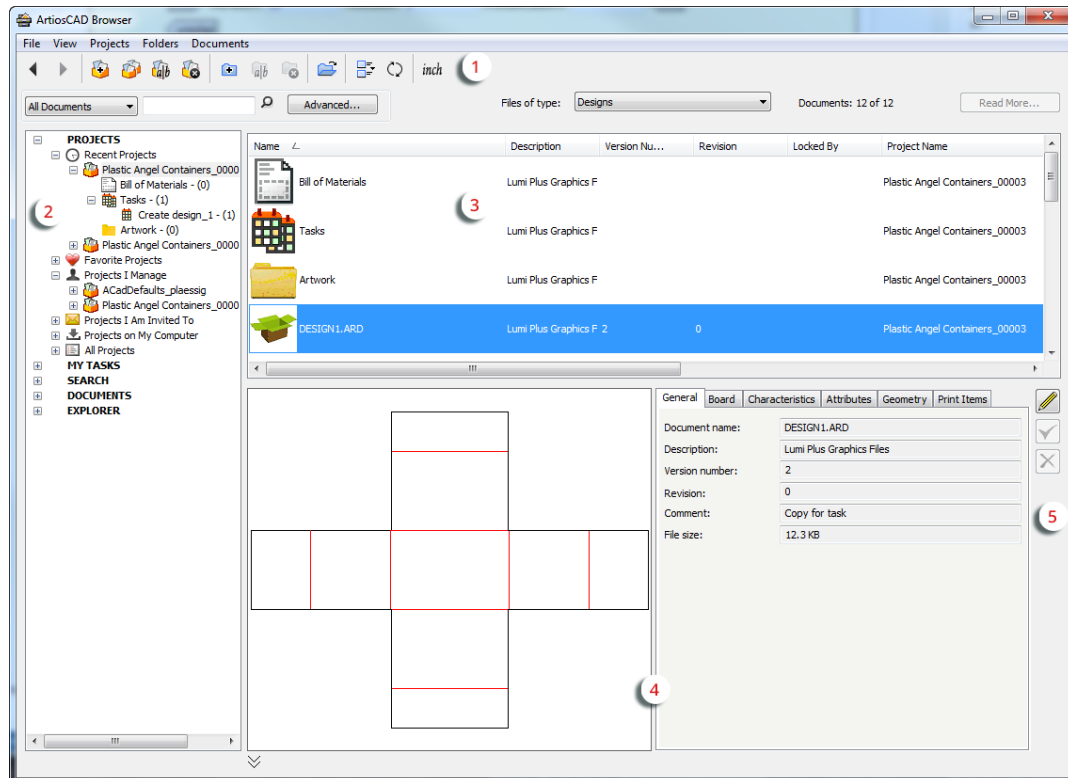 ArtiosCAD Browser
File View Projects Folders Documents
a|b a|b inch 1
All Documents Advanced... Files of type: Designs Documents: 12 of 12 Read More...
PROJECTS
Recent Projects
Plastic Angel Containers_0000
Bill of Materials - (0)
Tasks - (1)
Create design_1 - (1)
Artwork - (0)
Plastic Angel Containers_0000
Favorite Projects
Projects I Manage
ACadDefaults_plaessig
Plastic Angel Containers_0000
Projects I Am Invited To
Projects on My Computer
All Projects
MY TASKS
SEARCH
DOCUMENTS
EXPLORER
2
Name Description Version Nu... Revision Locked By Project Name
Bill of Materials Lumi Plus Graphics F Plastic Angel Containers_00003
3
Tasks Lumi Plus Graphics F Plastic Angel Containers_00003
Artwork Lumi Plus Graphics F Plastic Angel Containers_00003
DESIGN1.ARD Lumi Plus Graphics F 2 0 Plastic Angel Containers_00003
General Board Characteristics Attributes Geometry Print Items
Document name: DESIGN1.ARD
Description: Lumi Plus Graphics Files
Version number: 2
Revision: 0
Comment: Copy for task
File size: 12.3 KB
5
4